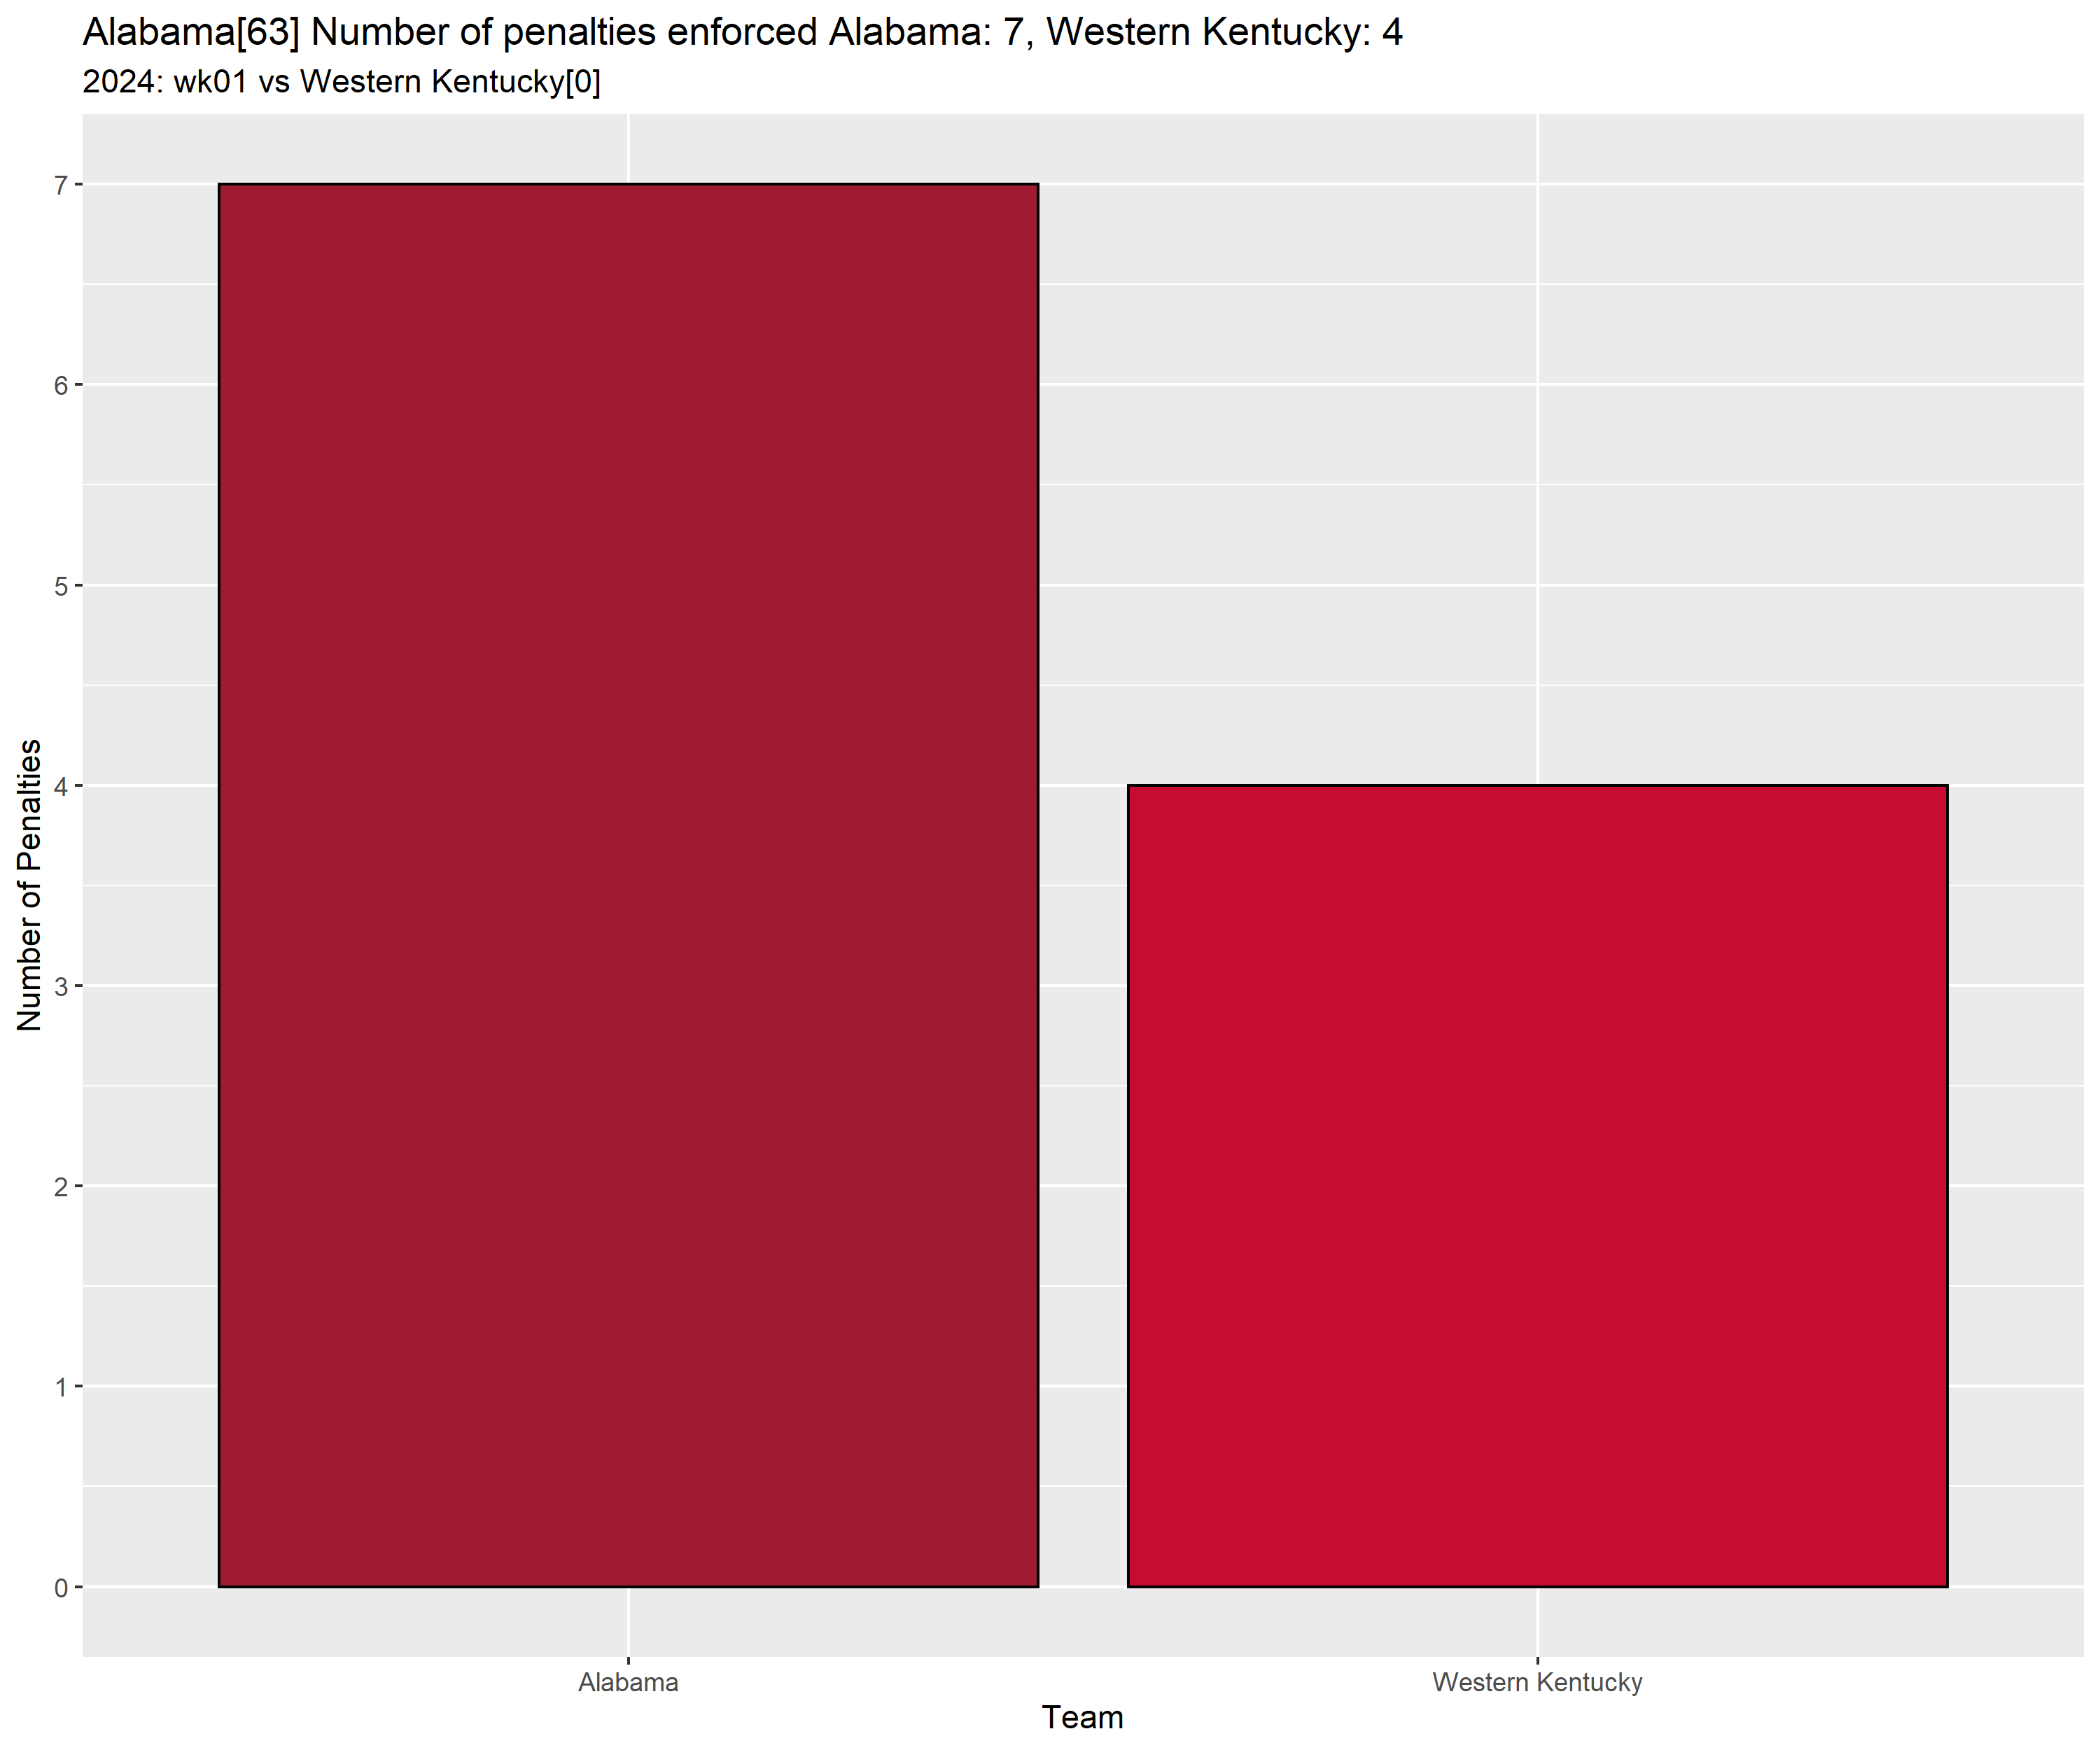 Alabama[63] Number of penalties enforced Alabama: 7, Western Kentucky: 4
2024: wk01 vs Western Kentucky[0]
Number of Penalties
7
6
5
4
3
2
1
0
Alabama
Western Kentucky
Team